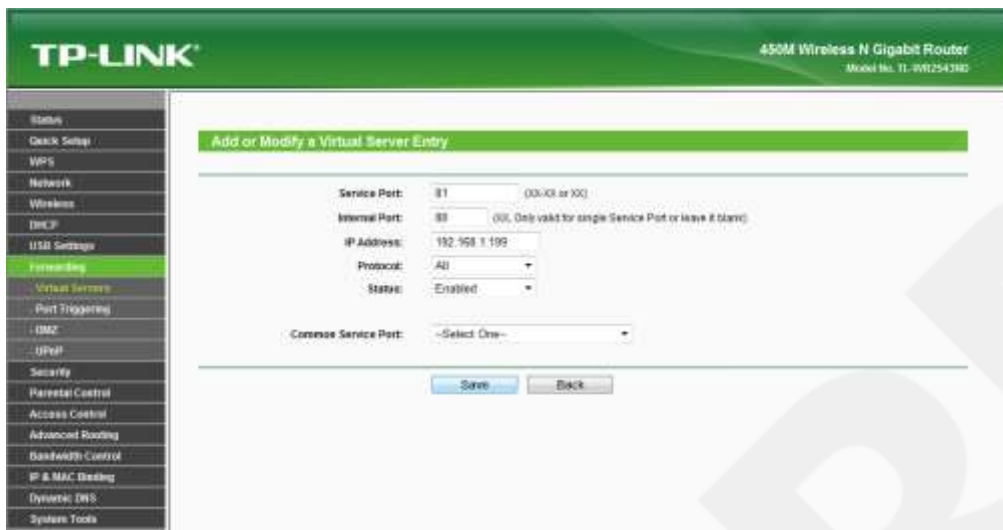 TP-LINK
450M Wireless N Gigabit Router
Model No. TL-WR2543ND
Status
Quick Setup
WPS
Network
Wireless
DHCP
USB Settings
Forwarding
- Virtual Servers
- Port Triggering
- DMZ
- UPnP
Security
Parental Control
Access Control
Advanced Routing
Bandwidth Control
IP & MAC Binding
Dynamic DNS
System Tools
Add or Modify a Virtual Server Entry
Service Port: 81 (XX-XX or XX)
Internal Port: 80 (XX, Only valid for single Service Port or leave it blank)
IP Address: 192.168.1.199
Protocol: All
Status: Enabled
Common Service Port: --Select One--
Save Back